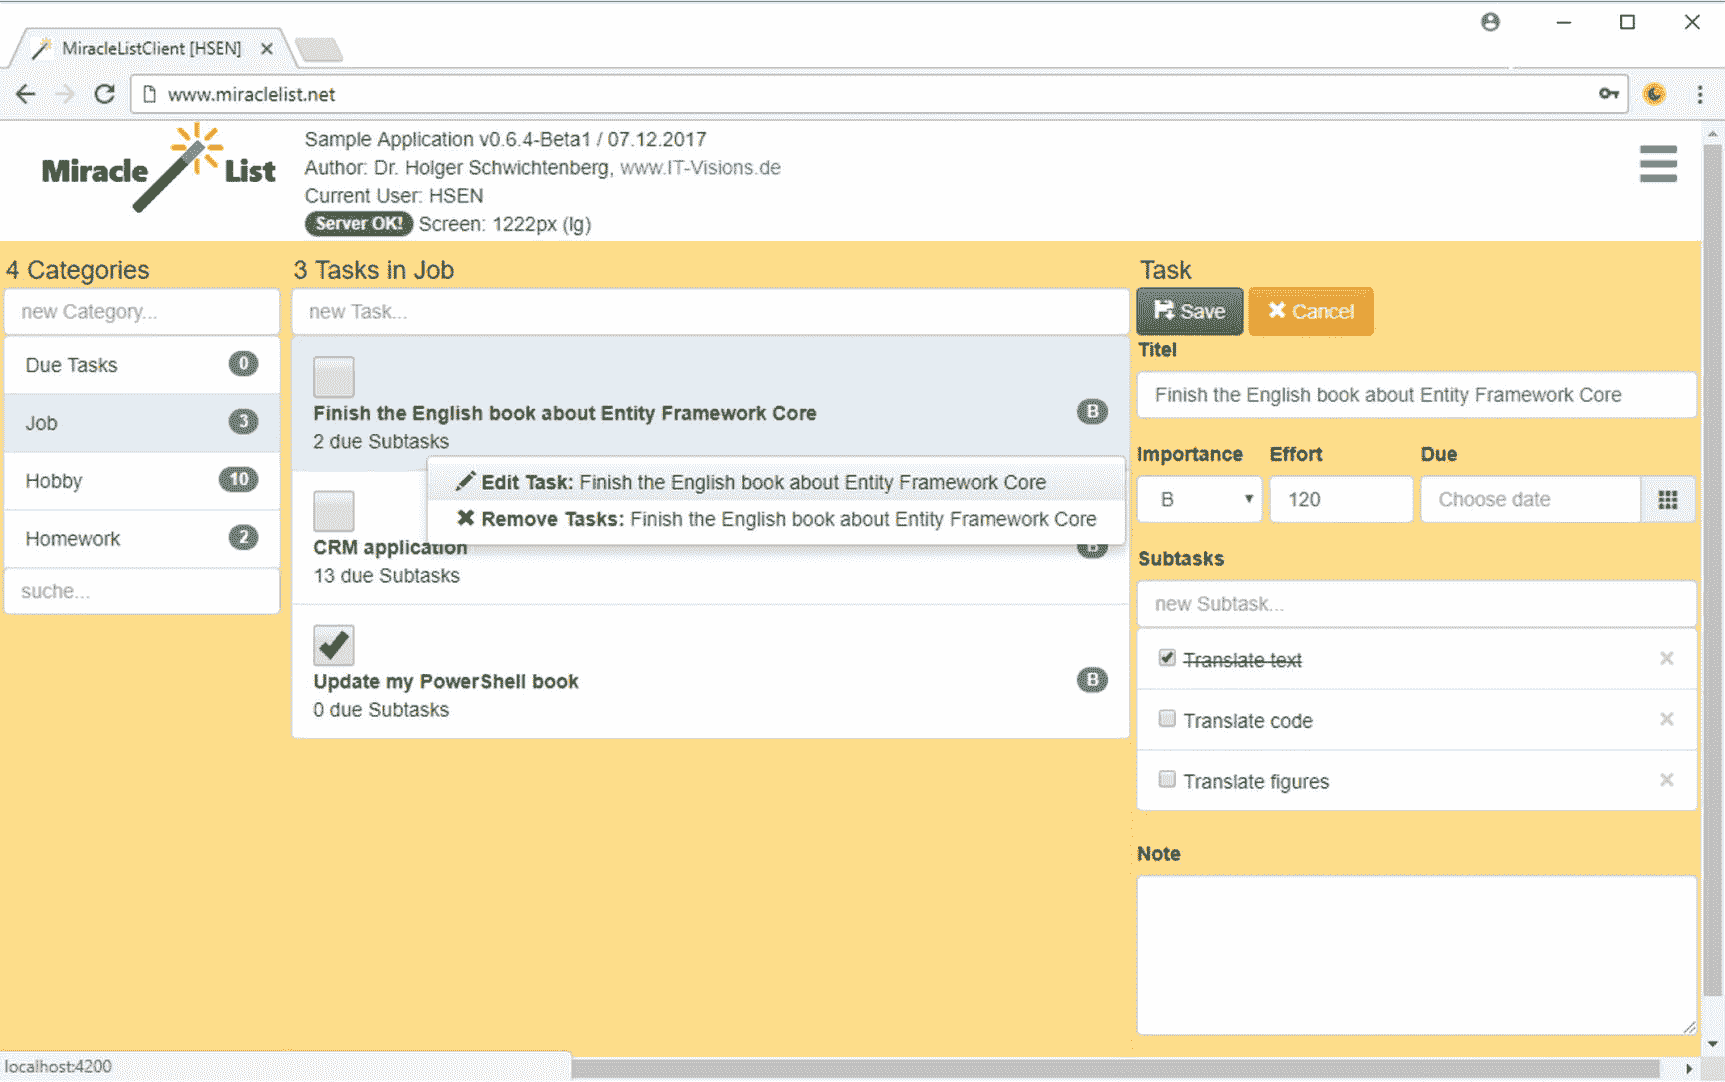 MiracleListClient [HSEN]
www.miraclelist.net
Miracle List
Sample Application v0.6.4-Beta1 / 07.12.2017
Author: Dr. Holger Schwichtenberg, www.IT-Visions.de
Current User: HSEN
Server OK! Screen: 1222px (lg)
4 Categories
new Category...
Due Tasks 0
Job 3
Hobby 10
Homework 2
suche...
3 Tasks in Job
new Task...
Finish the English book about Entity Framework Core B
2 due Subtasks
Edit Task: Finish the English book about Entity Framework Core
Remove Tasks: Finish the English book about Entity Framework Core
CRM application B
13 due Subtasks
Update my PowerShell book B
0 due Subtasks
Task
Save Cancel
Titel
Finish the English book about Entity Framework Core
Importance Effort Due
B 120 Choose date
Subtasks
new Subtask...
Translate text
Translate code
Translate figures
Note
localhost:4200